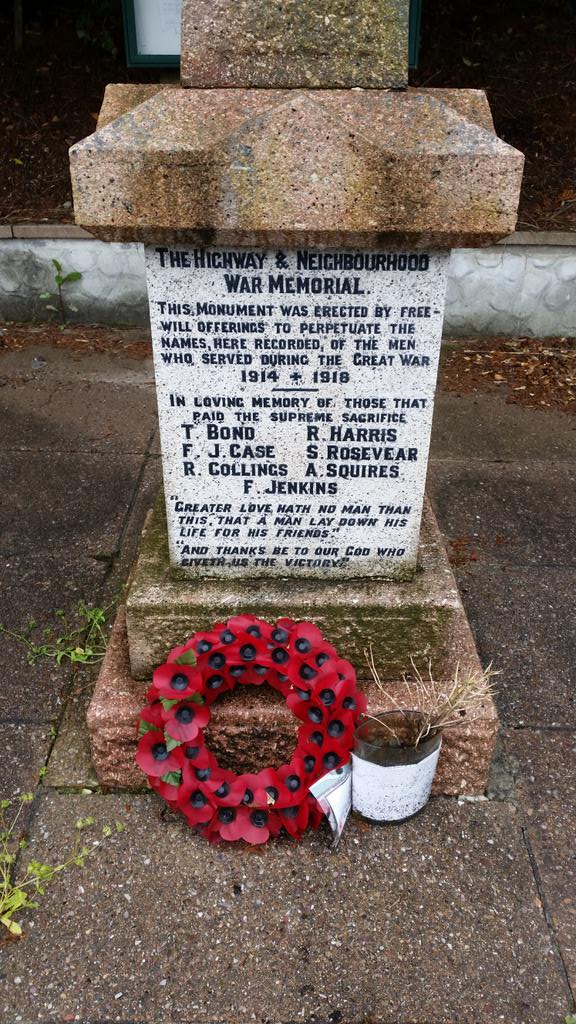 THE HIGHWAY & NEIGHBOURHOOD
WAR MEMORIAL.
THIS MONUMENT WAS ERECTED BY FREE-
WILL OFFERINGS TO PERPETUATE THE
NAMES, HERE RECORDED, OF THE MEN
WHO SERVED DURING THE GREAT WAR
1914 + 1918
IN LOVING MEMORY OF THOSE THAT
PAID THE SUPREME SACRIFICE
T. BOND R. HARRIS
F. J. CASE S. ROSEVEAR
R. COLLINGS A. SQUIRES
F. JENKINS
"GREATER LOVE HATH NO MAN THAN
THIS, THAT A MAN LAY DOWN HIS
LIFE FOR HIS FRIENDS."
"AND THANKS BE TO OUR GOD WHO
GIVETH US THE VICTORY."